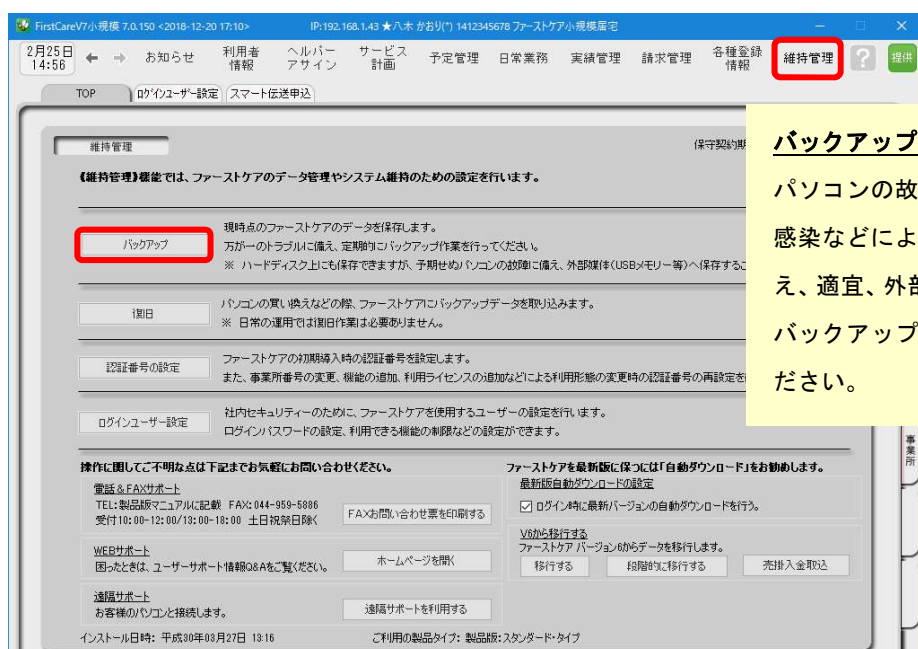 FirstCareV7小規模 7.0.150 <2018-12-20 17:10> IP:192.168.1.43 ★八木 かおり(*) 1412345678 ファーストケア小規模居宅
2月25日
14:56
お知らせ
利用者
情報
ヘルパー
アサイン
サービス
計画
予定管理
日常業務
実績管理
請求管理
各種登録
情報
維持管理
?
提供
TOP
ログインユーザー設定
スマート伝送申込
維持管理
保守契約期
《維持管理》機能では、ファーストケアのデータ管理やシステム維持のための設定を行います。
バックアップ
現時点のファーストケアのデータを保存します。
万が一のトラブルに備え、定期的にバックアップ作業を行ってください。
※ ハードディスク上にも保存できますが、予期せぬパソコンの故障に備え、外部媒体(USBメモリー等)へ保存するこ
復旧
パソコンの買い換えなどの際、ファーストケアにバックアップデータを取り込みます。
※ 日常の運用では復旧作業は必要ありません。
認証番号の設定
ファーストケアの初期導入時の認証番号を設定します。
また、事業所番号の変更、機能の追加、利用ライセンスの追加などによる利用形態の変更時の認証番号の再設定を
ログインユーザー設定
社内セキュリティーのために、ファーストケアを使用するユーザーの設定を行います。
ログインパスワードの設定、利用できる機能の制限などの設定ができます。
バックアップ
パソコンの故
感染などによ
え、適宜、外部
バックアップ
ださい。
事業所
操作に関してご不明な点は下記までお気軽にお問い合わせください。
電話&FAXサポート
TEL:製品版マニュアルに記載 FAX:044-959-5886
受付10:00-12:00/13:00-18:00 土日祝祭日除く
FAXお問い合わせ票を印刷する
WEBサポート
困ったときは、ユーザーサポート情報Q&Aをご覧ください。
ホームページを開く
遠隔サポート
お客様のパソコンと接続します。
遠隔サポートを利用する
ファーストケアを最新版に保つには「自動ダウンロード」をお勧めします。
最新版自動ダウンロードの設定
ログイン時に最新バージョンの自動ダウンロードを行う。
V6から移行する
ファーストケア バージョン6からデータを移行します。
移行する
段階的に移行する
売掛入金取込
インストール日時: 平成30年03月27日 13:16
ご利用の製品タイプ: 製品版:スタンダード・タイプ